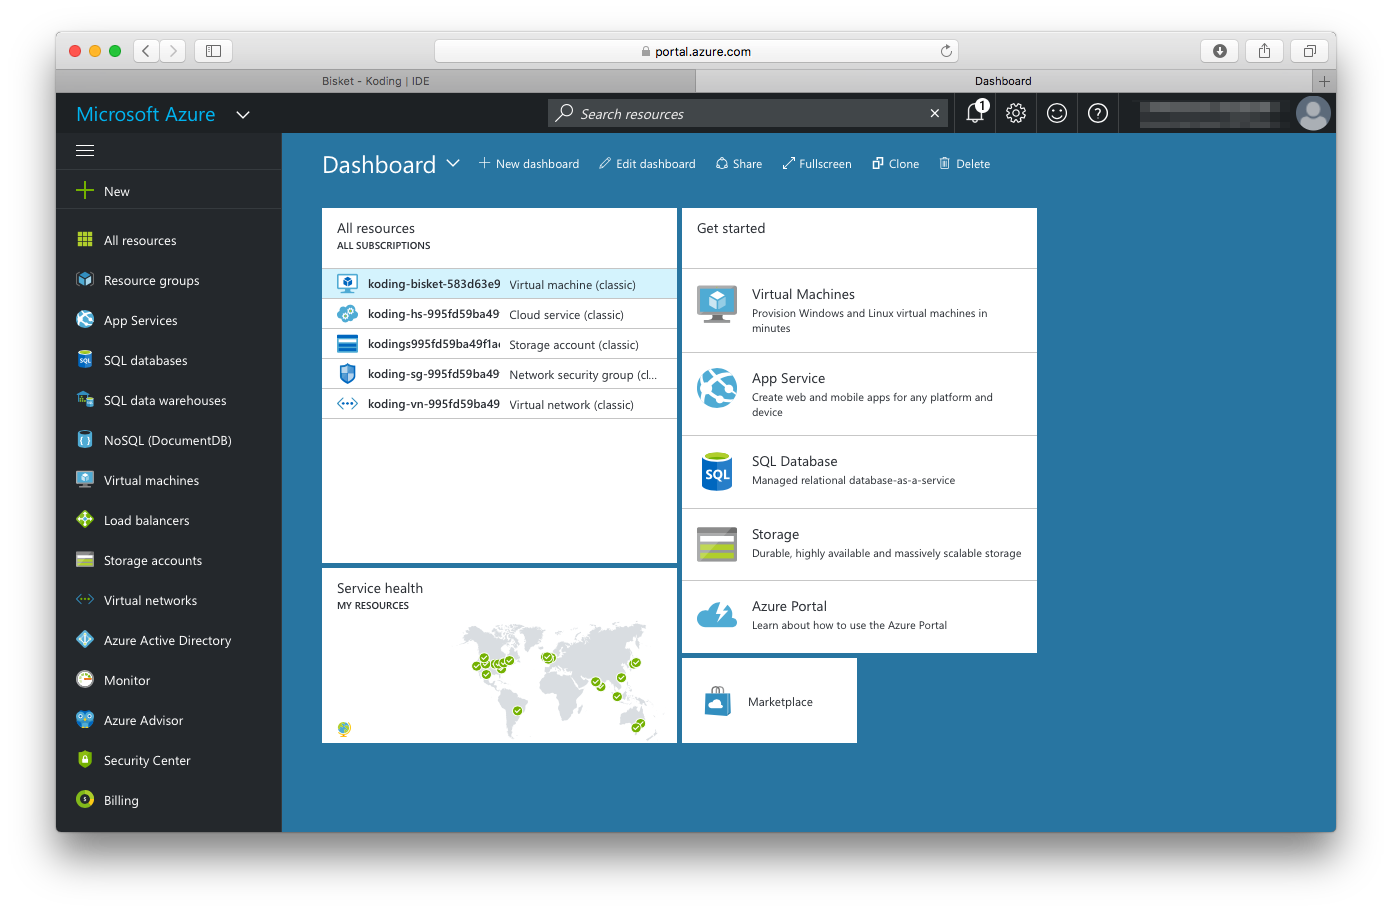 portal.azure.com
Bisket - Koding | IDE
Dashboard
Microsoft Azure
Search resources
1
New
All resources
Resource groups
App Services
SQL databases
SQL data warehouses
NoSQL (DocumentDB)
Virtual machines
Load balancers
Storage accounts
Virtual networks
Azure Active Directory
Monitor
Azure Advisor
Security Center
Billing
Dashboard
New dashboard
Edit dashboard
Share
Fullscreen
Clone
Delete
All resources
ALL SUBSCRIPTIONS
koding-bisket-583d63e9 Virtual machine (classic)
koding-hs-995fd59ba49 Cloud service (classic)
kodings995fd59ba49f1a Storage account (classic)
koding-sg-995fd59ba49 Network security group (cl...
koding-vn-995fd59ba49 Virtual network (classic)
Service health
MY RESOURCES
Get started
Virtual Machines
Provision Windows and Linux virtual machines in
minutes
App Service
Create web and mobile apps for any platform and
device
SQL
SQL Database
Managed relational database-as-a-service
Storage
Durable, highly available and massively scalable storage
Azure Portal
Learn about how to use the Azure Portal
Marketplace